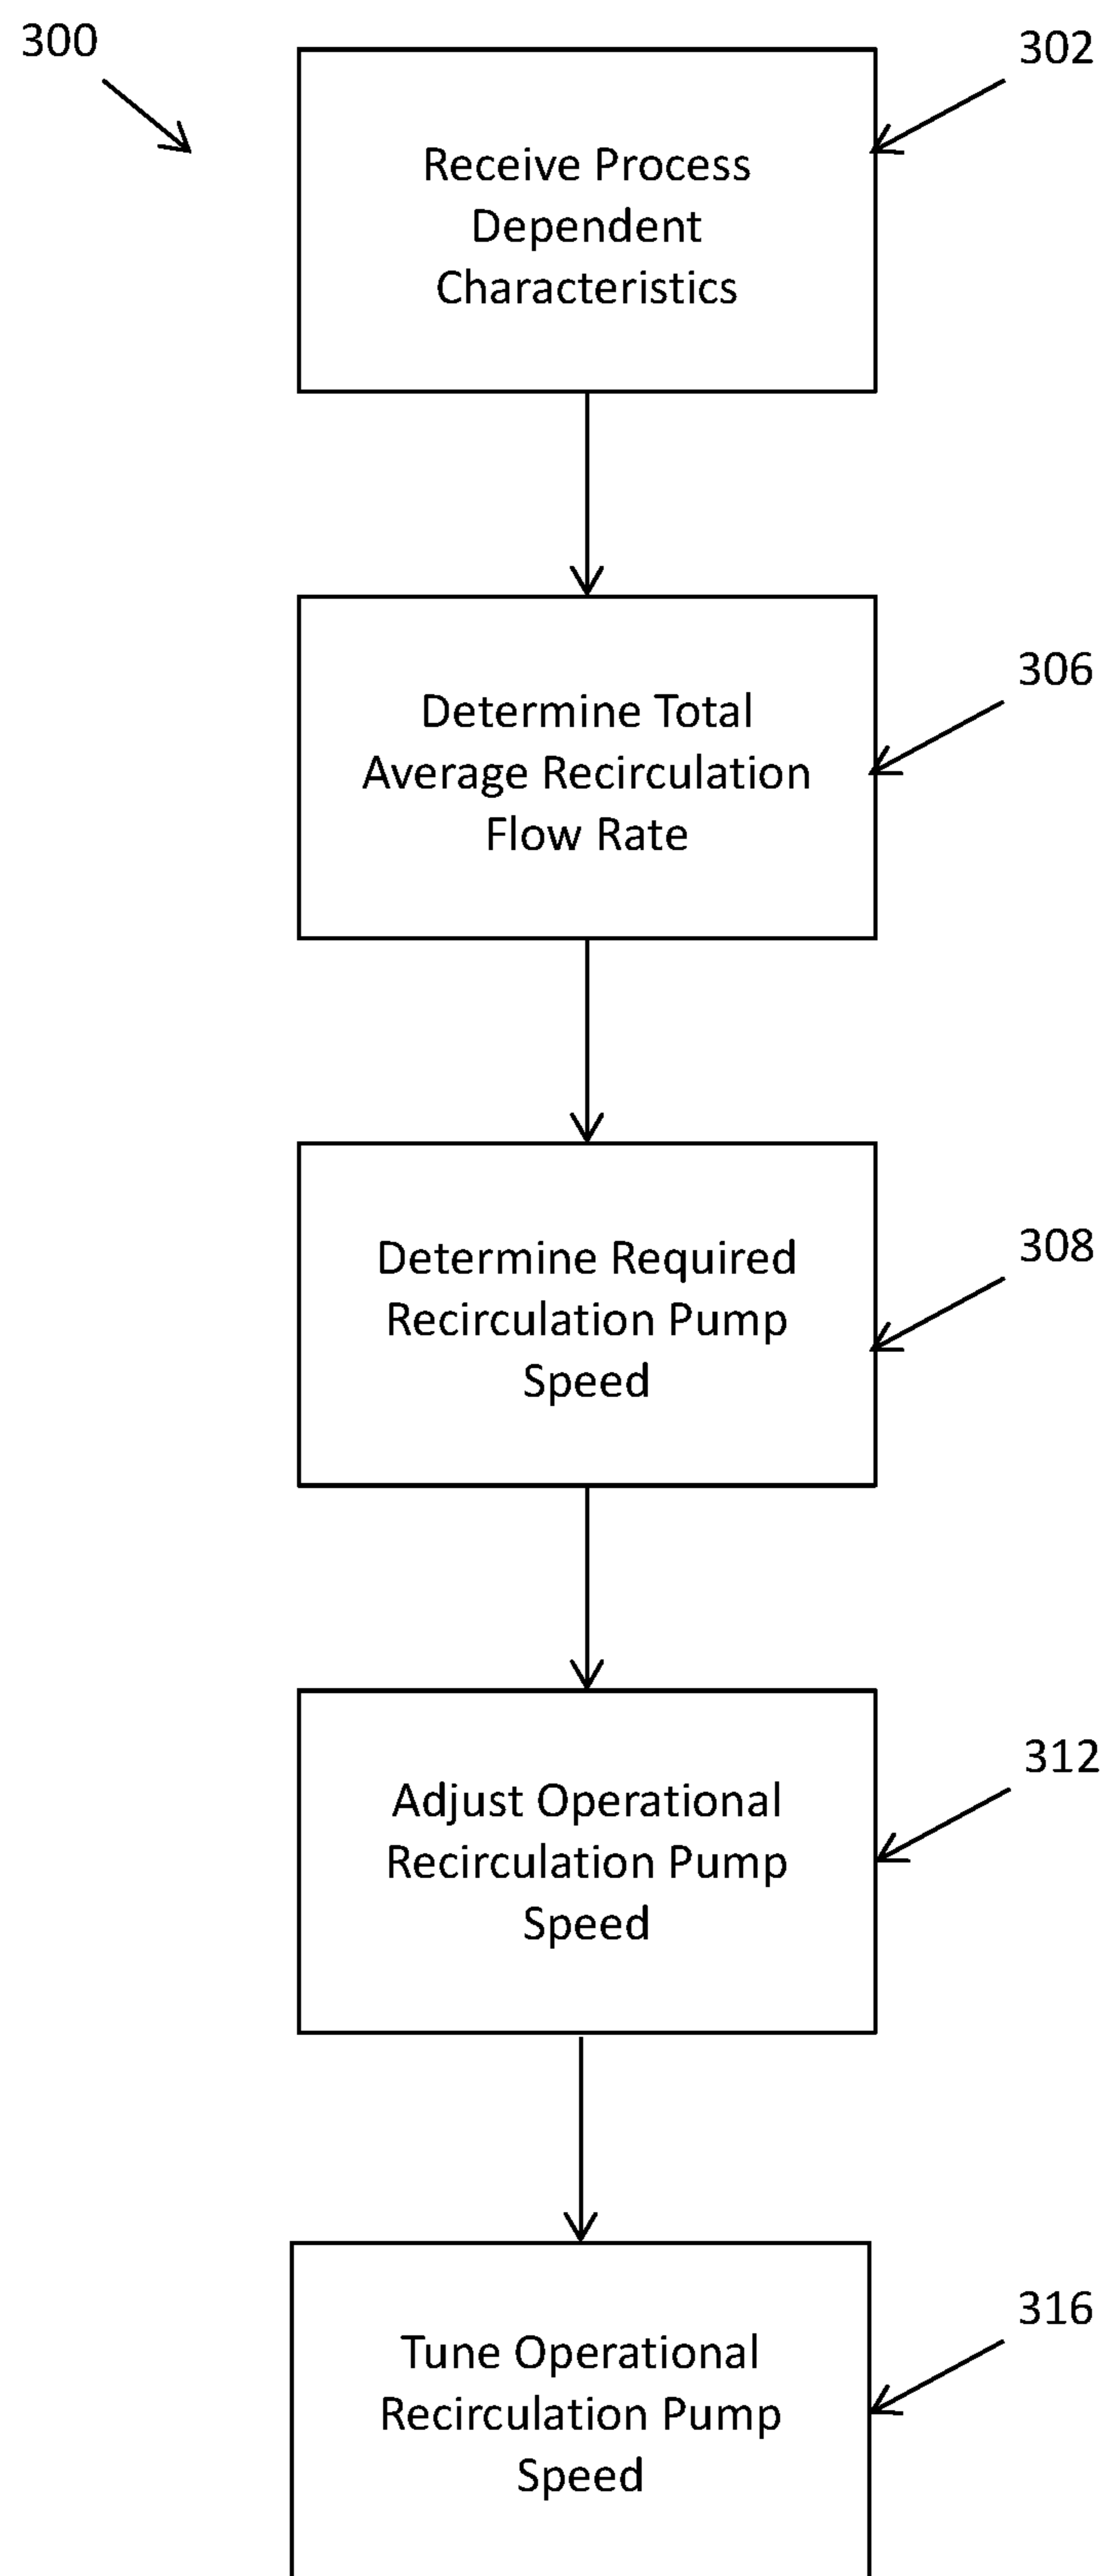 300
302
Receive Process
Dependent
Characteristics
306
Determine Total
Average Recirculation
Flow Rate
308
Determine Required
Recirculation Pump
Speed
312
Adjust Operational
Recirculation Pump
Speed
316
Tune Operational
Recirculation Pump
Speed